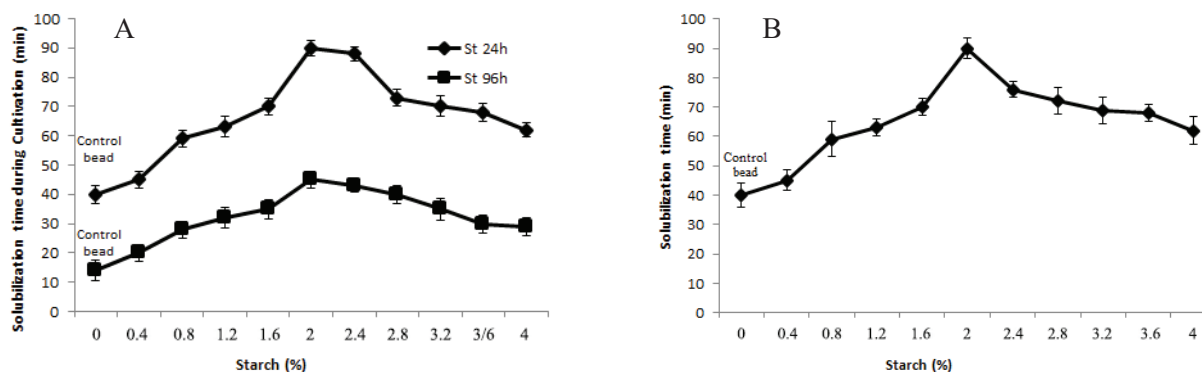 A
Solubilization time during Cultivation (min)
100
90
80
70
60
50
40
30
20
10
0
St 24h
St 96h
Control
bead
Control
bead
0 0.4 0.8 1.2 1.6 2 2.4 2.8 3.2 3/6 4
Starch (%)
B
Solubilization time (min)
100
90
80
70
60
50
40
30
20
10
0
Control
bead
0 0.4 0.8 1.2 1.6 2 2.4 2.8 3.2 3.6 4
Starch (%)